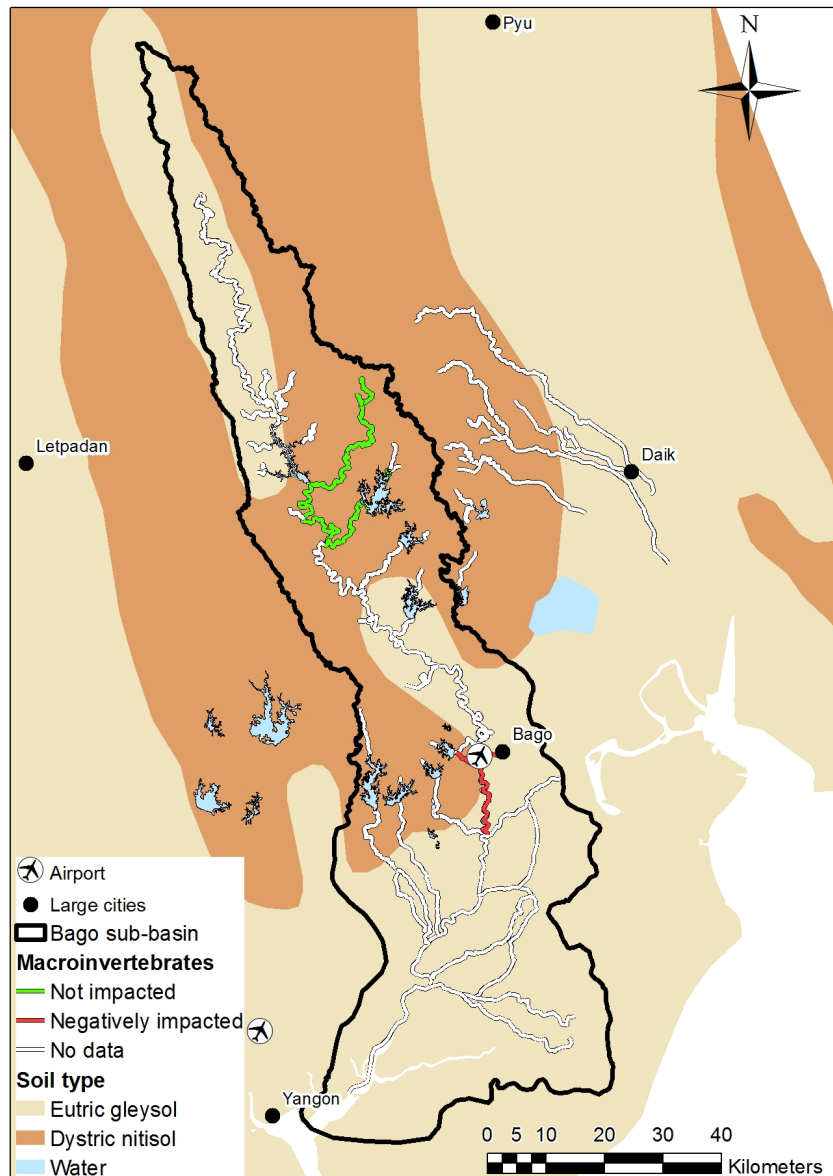 Pyu
N
Letpadan
Daik
Bago
Airport
Large cities
Bago sub-basin
Macroinvertebrates
Not impacted
Negatively impacted
No data
Soil type
Eutric gleysol
Dystric nitisol
Water
Yangon
0 5 10 20 30 40
Kilometers